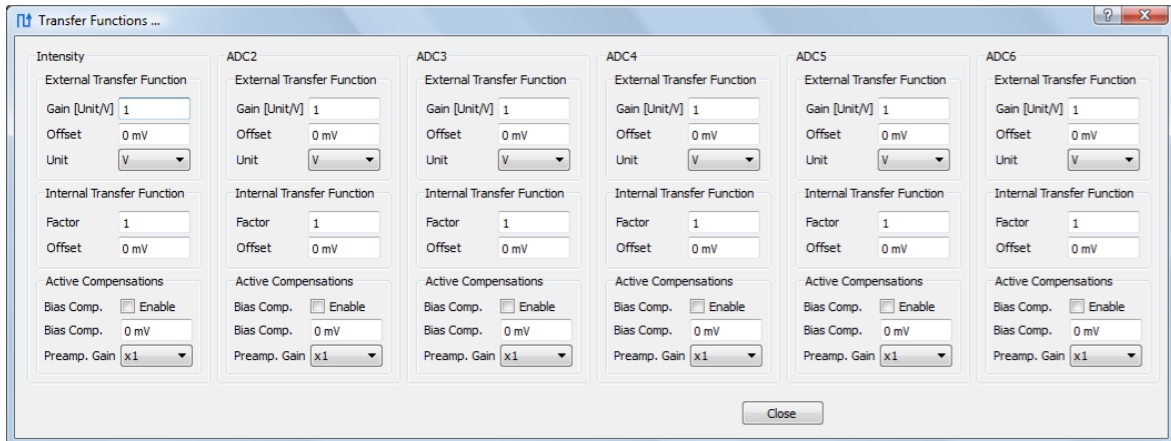 Transfer Functions ...
Intensity
External Transfer Function
Gain [Unit/V] 1
Offset 0 mV
Unit V
Internal Transfer Function
Factor 1
Offset 0 mV
Active Compensations
Bias Comp. Enable
Bias Comp. 0 mV
Preamp. Gain x1
ADC2
External Transfer Function
Gain [Unit/V] 1
Offset 0 mV
Unit V
Internal Transfer Function
Factor 1
Offset 0 mV
Active Compensations
Bias Comp. Enable
Bias Comp. 0 mV
Preamp. Gain x1
ADC3
External Transfer Function
Gain [Unit/V] 1
Offset 0 mV
Unit V
Internal Transfer Function
Factor 1
Offset 0 mV
Active Compensations
Bias Comp. Enable
Bias Comp. 0 mV
Preamp. Gain x1
ADC4
External Transfer Function
Gain [Unit/V] 1
Offset 0 mV
Unit V
Internal Transfer Function
Factor 1
Offset 0 mV
Active Compensations
Bias Comp. Enable
Bias Comp. 0 mV
Preamp. Gain x1
ADC5
External Transfer Function
Gain [Unit/V] 1
Offset 0 mV
Unit V
Internal Transfer Function
Factor 1
Offset 0 mV
Active Compensations
Bias Comp. Enable
Bias Comp. 0 mV
Preamp. Gain x1
ADC6
External Transfer Function
Gain [Unit/V] 1
Offset 0 mV
Unit V
Internal Transfer Function
Factor 1
Offset 0 mV
Active Compensations
Bias Comp. Enable
Bias Comp. 0 mV
Preamp. Gain x1
Close